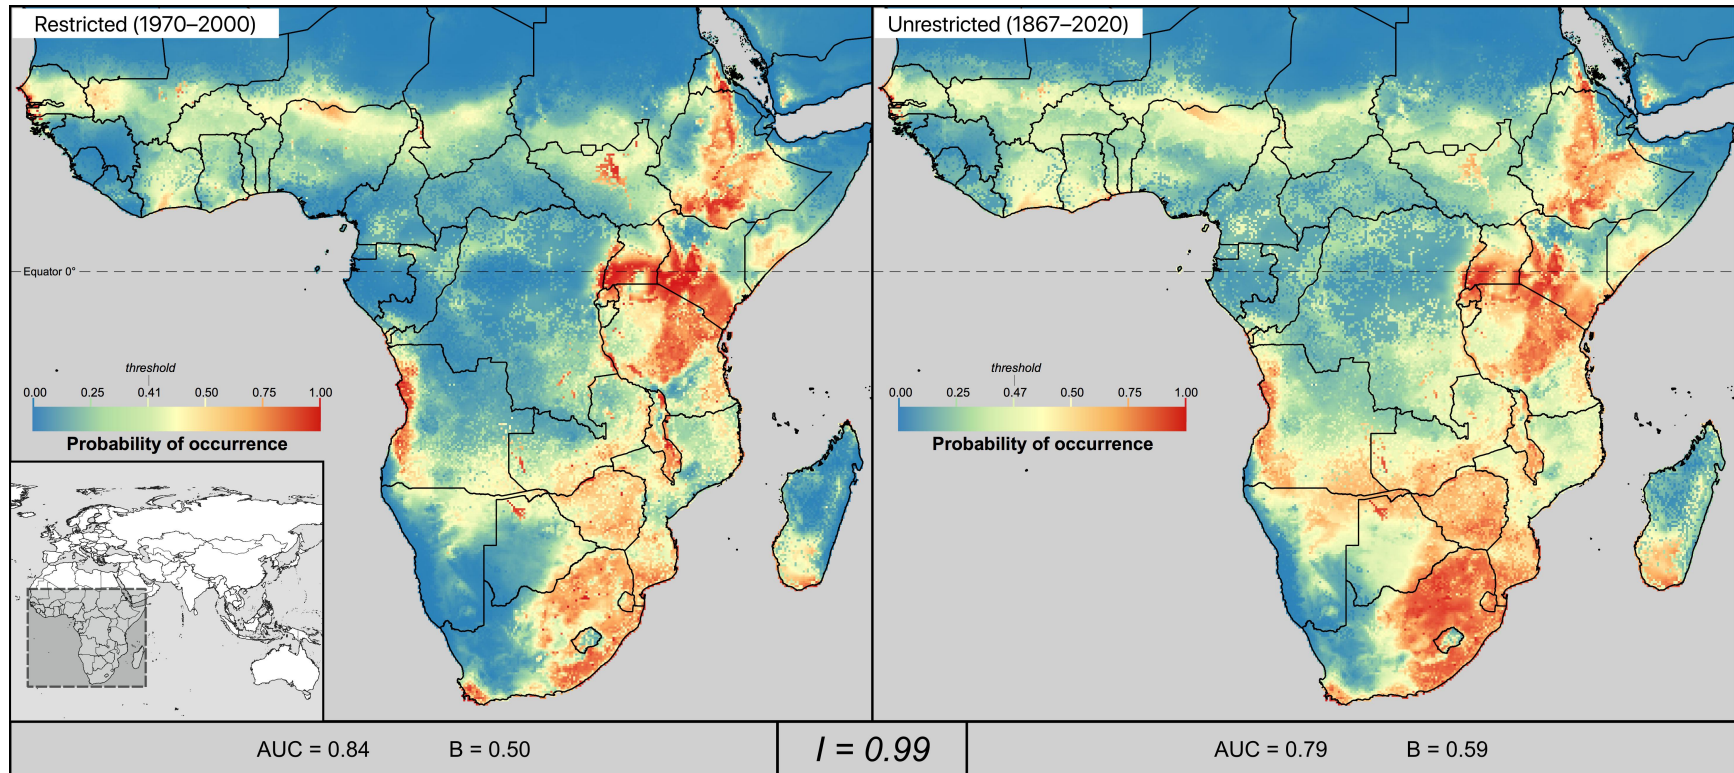 Restricted (1970–2000)
Unrestricted (1867–2020)
Equator 0°
threshold
0.00 0.25 0.41 0.50 0.75 1.00
Probability of occurrence
threshold
0.00 0.25 0.47 0.50 0.75 1.00
Probability of occurrence
AUC = 0.84 B = 0.50
I = 0.99
AUC = 0.79 B = 0.59